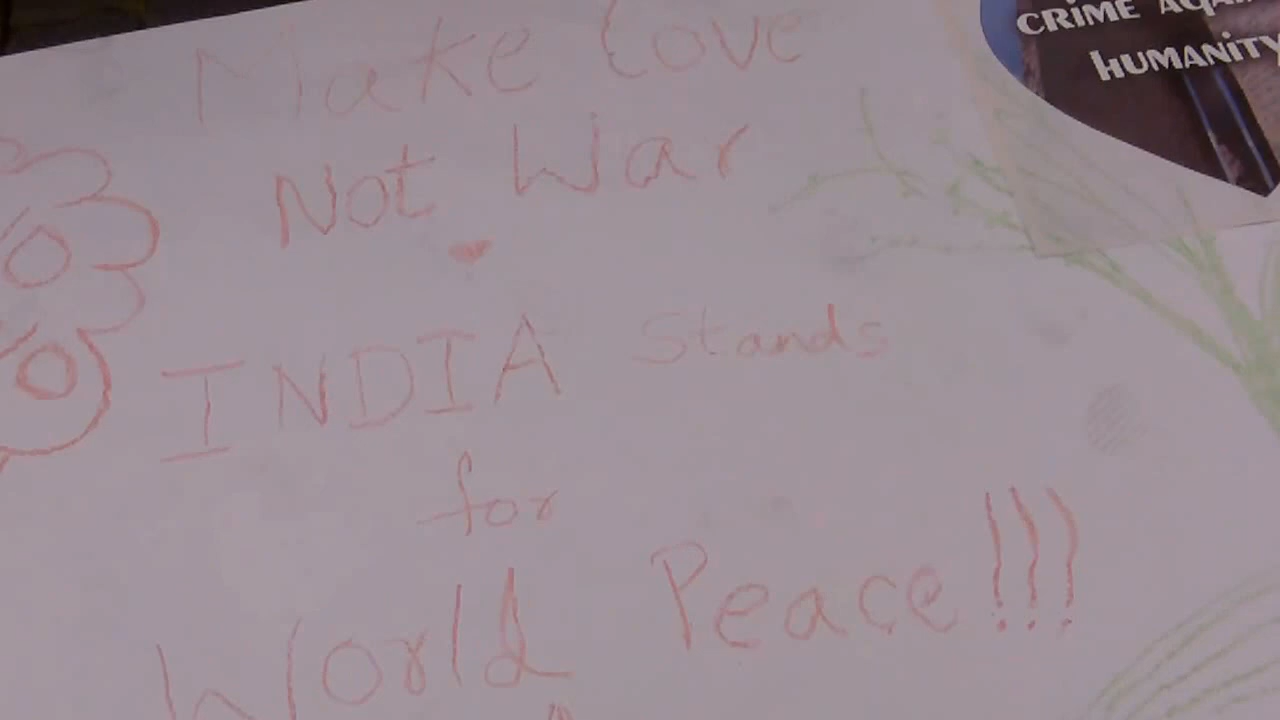 CRIME AGAI
HUMANITY
Make love
Not War
INDIA Stands
for
World Peace!!!